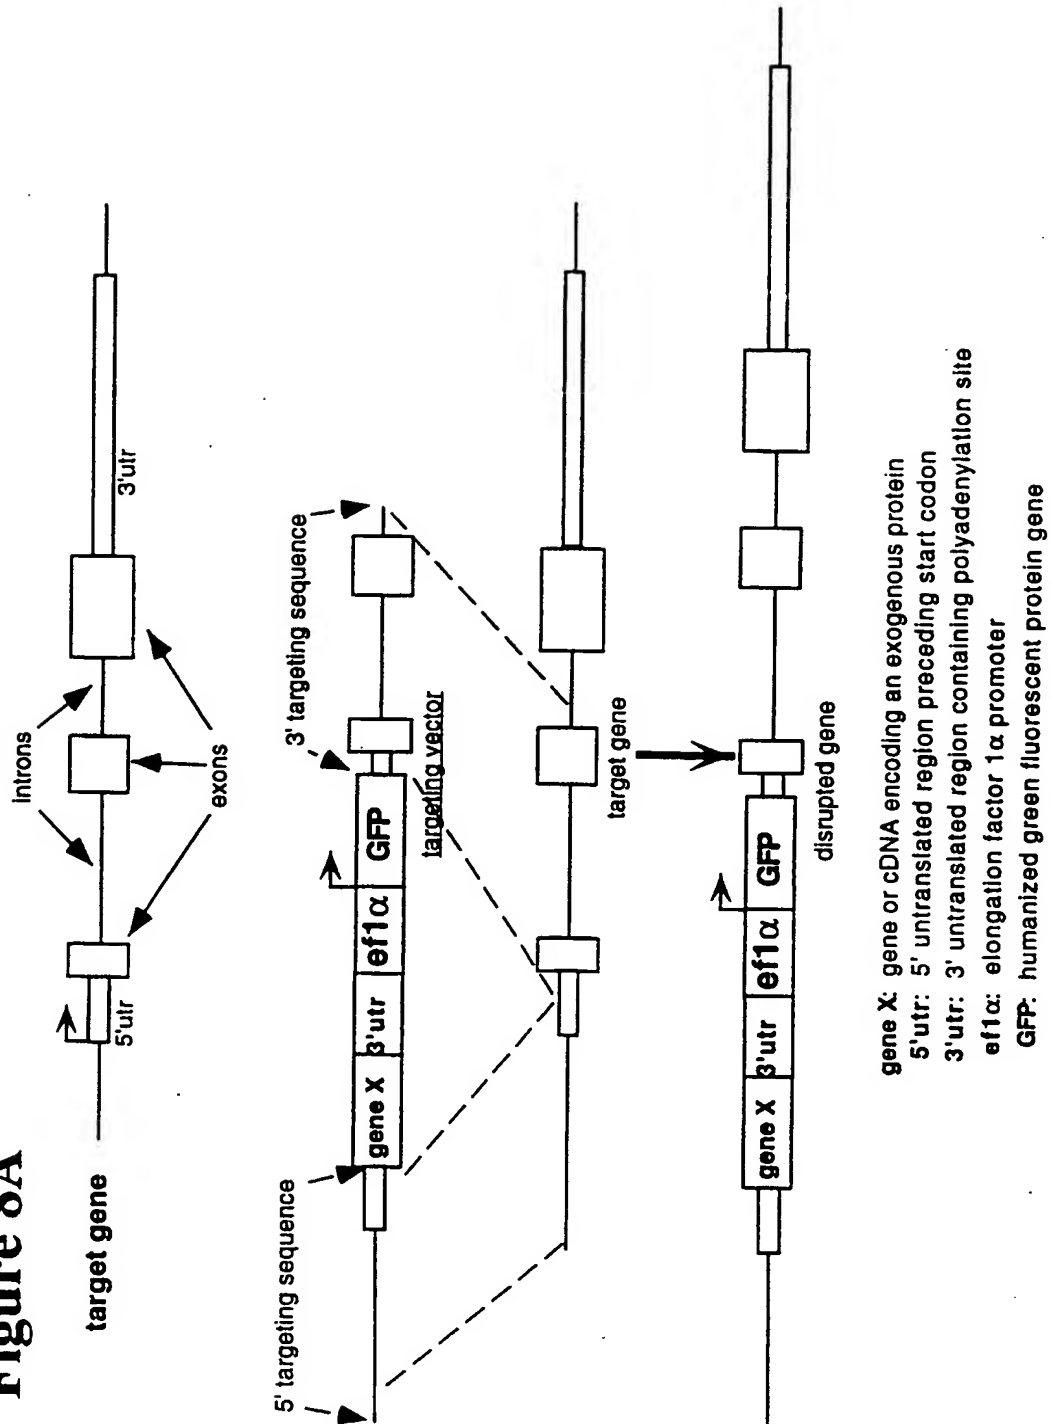 Figure 8A
target gene
introns
exons
5'utr
3'utr
5' targeting sequence
3' targeting sequence
gene X
3'utr
ef1α
GFP
targeting vector
target gene
gene X
3'utr
ef1α
GFP
disrupted gene
gene X: gene or cDNA encoding an exogenous protein
5'utr: 5' untranslated region preceding start codon
3'utr: 3' untranslated region containing polyadenylation site
ef1α: elongation factor 1α promoter
GFP: humanized green fluorescent protein gene